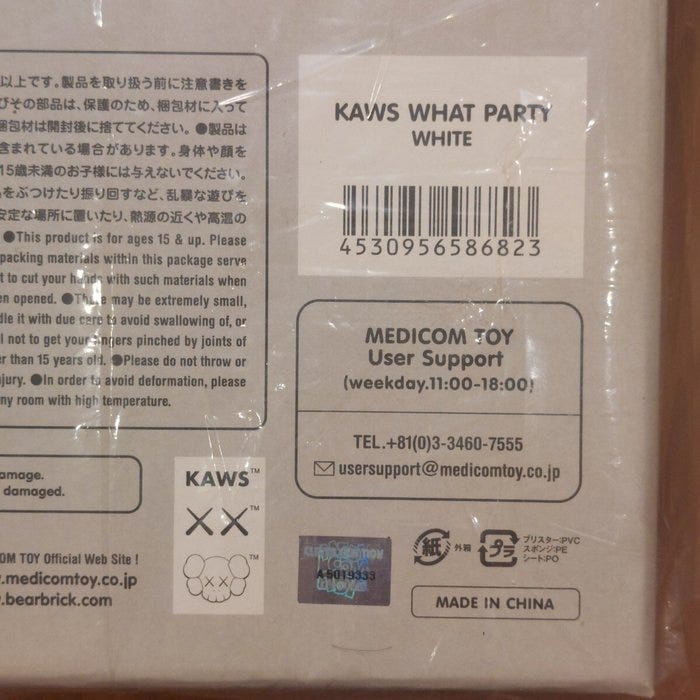 以上です。製品を取り扱う前に注意書きを
びその部品は、保護のため、梱包材に入って
梱包材は開封後に捨ててください。●製品は
含まれている場合があります。身体や顔を
15歳未満のお子様には与えないでください。
をぶつけたり振り回すなど、乱暴な遊びを
安定な場所に置いたり、熱源の近くや高温の
●This product is for ages 15 & up. Please
packing materials within this package serve
t to cut your hands with such materials when
en opened. ●There may be extremely small,
dle it with due care to avoid swallowing of, or
ll not to get your fingers pinched by joints of
er than 15 years old. ●Please do not throw or
njury. ●In order to avoid deformation, please
ny room with high temperature.
amage.
damaged.
COM TOY Official Web Site !
w.medicomtoy.co.jp
w.bearbrick.com
KAWS™
XX™
™
KAWS WHAT PARTY
WHITE
4530956586823
MEDICOM TOY
User Support
(weekday.11:00-18:00)
TEL.+81(0)3-3460-7555
usersupport@medicomtoy.co.jp
A5019333
紙 外箱
プラ
ブリスター:PVC
スポンジ:PE
シート:PO
MADE IN CHINA